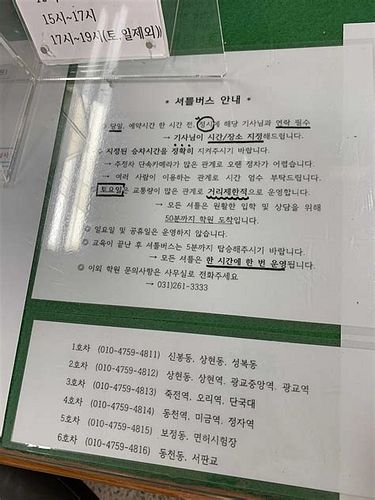 15시~17시
17시~19시(토,일제외)
* 셔틀버스 안내 *
당일, 예약시간 한 시간 전, 정시에 해당 기사님과 연락 필수
→ 기사님이 시간/장소 지정해드립니다.
지정된 승차시간을 정확히 지켜주시기 바랍니다.
→ 주정차 단속카메라가 많은 관계로 오랜 정차가 어렵습니다.
→ 여러 사람이 이용하는 관계로 시간 엄수 부탁드립니다.
토요일은 교통량이 많은 관계로 거리제한적으로 운영합니다.
→ 모든 셔틀은 원활한 입학 및 상담을 위해
50분까지 학원 도착입니다.
◎ 일요일 및 공휴일은 운영하지 않습니다.
◎ 교육이 끝난 후 셔틀버스는 5분까지 탑승해주시기 바랍니다.
→ 모든 셔틀은 한 시간에 한 번 운영됩니다.
◎ 이외 학원 문의사항은 사무실로 전화주세요
→ 031)261-3333
1호차 (010-4759-4811) 신봉동, 상현동, 성복동
2호차 (010-4759-4812) 상현동, 상현역, 광교중앙역, 광교역
3호차 (010-4759-4813) 죽전역, 오리역, 단국대
4호차 (010-4759-4814) 동천역, 미금역, 정자역
5호차 (010-4759-4815) 보정동, 면허시험장
6호차 (010-4759-4816) 동천동, 서판교